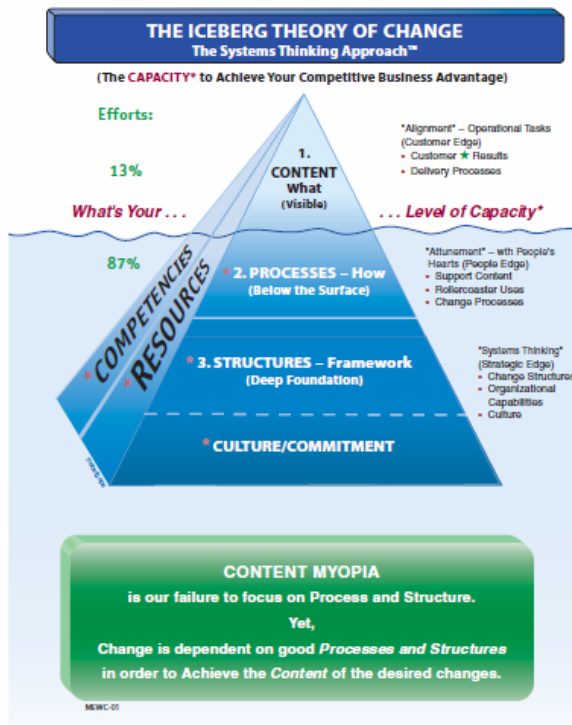 THE ICEBERG THEORY OF CHANGE
The Systems Thinking Approach™
(The CAPACITY* to Achieve Your Competitive Business Advantage)
Efforts:
13%
1.
CONTENT
What
(Visible)
"Alignment" – Operational Tasks
(Customer Edge)
▪ Customer ★ Results
▪ Delivery Processes
What's Your . . .
. . . Level of Capacity*
87%
* COMPETENCIES
* RESOURCES
* 2. PROCESSES – How
(Below the Surface)
"Attunement" – wth People's
Hearts (People Edge)
▪ Support Content
▪ Rollercoaster Uses
▪ Change Processes
* 3. STRUCTURES – Framework
(Deep Foundation)
"Systems Thinking"
(Strategic Edge)
▪ Change Structures
▪ Organizational
Capabilities
▪ Culture
* CULTURE/COMMITMENT
CONTENT MYOPIA
is our failure to focus on Process and Structure.
Yet,
Change is dependent on good Processes and Structures
in order to Achieve the Content of the desired changes.
MEWC-01